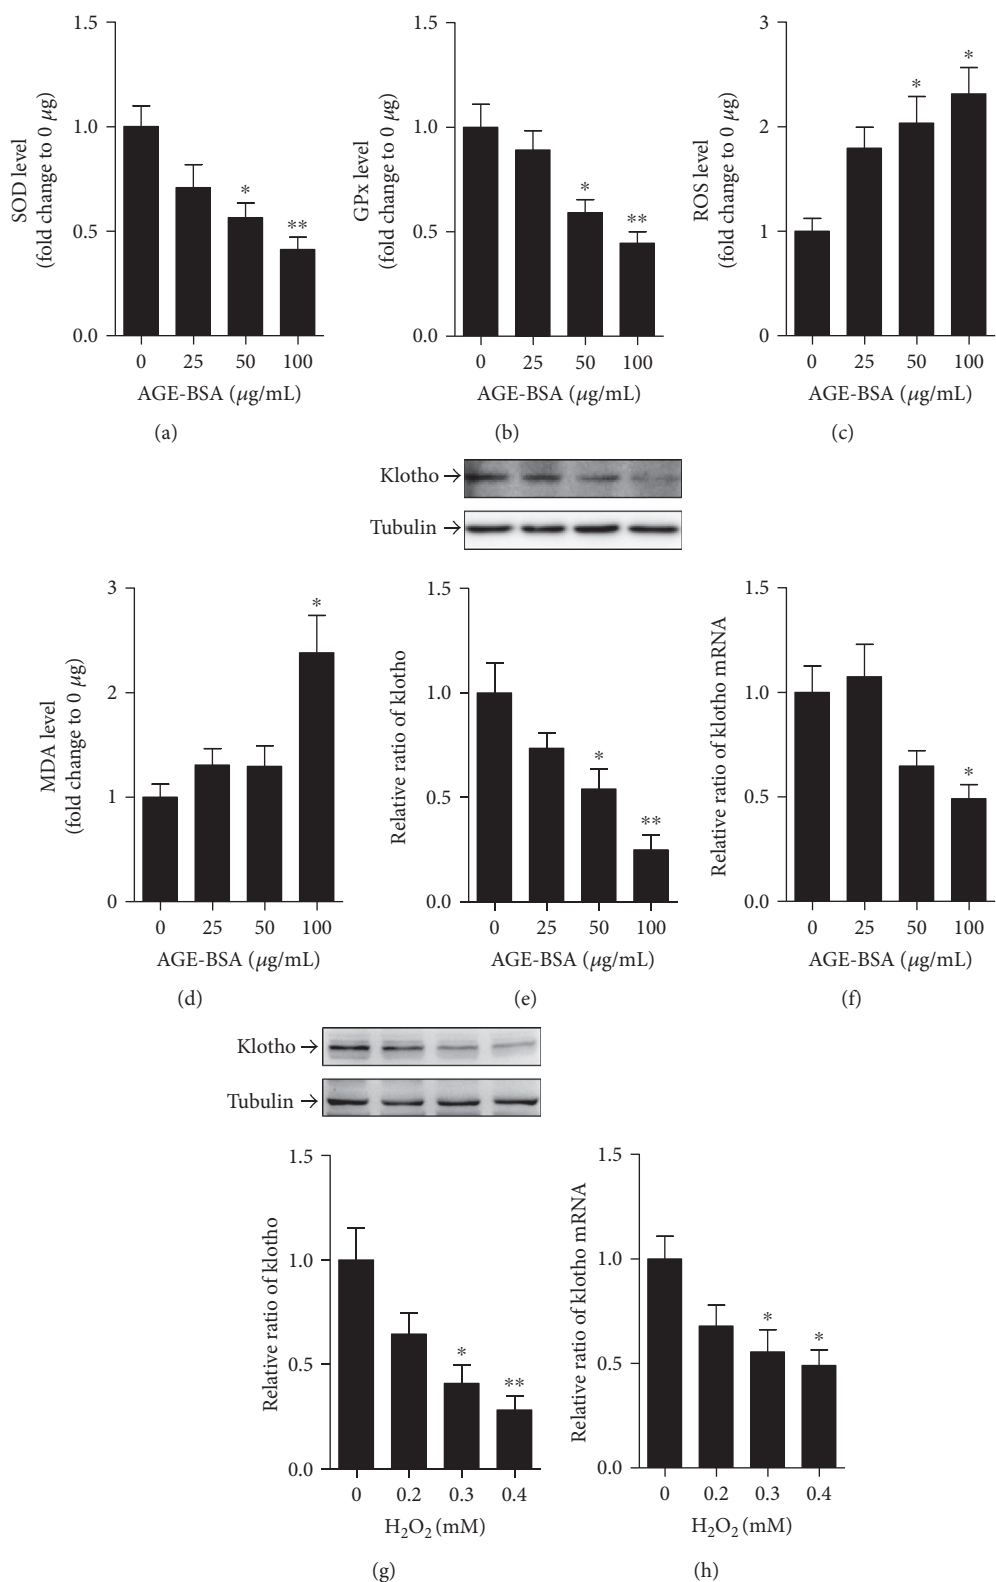 SOD level
(fold change to 0 μg)
1.5
1.0
0.5
0.0
*
**
0 25 50 100
AGE-BSA (μg/mL)
(a)
GPx level
(fold change to 0 μg)
1.5
1.0
0.5
0.0
*
**
0 25 50 100
AGE-BSA (μg/mL)
(b)
ROS level
(fold change to 0 μg)
3
2
1
0
*
*
0 25 50 100
AGE-BSA (μg/mL)
(c)
MDA level
(fold change to 0 μg)
3
2
1
0
*
0 25 50 100
AGE-BSA (μg/mL)
(d)
Klotho →
Tubulin →
Relative ratio of klotho
1.5
1.0
0.5
0.0
*
**
0 25 50 100
AGE-BSA (μg/mL)
(e)
Relative ratio of klotho mRNA
1.5
1.0
0.5
0.0
*
0 25 50 100
AGE-BSA (μg/mL)
(f)
Klotho →
Tubulin →
Relative ratio of klotho
1.5
1.0
0.5
0.0
*
**
0 0.2 0.3 0.4
H₂O₂ (mM)
(g)
Relative ratio of klotho mRNA
1.5
1.0
0.5
0.0
*
*
0 0.2 0.3 0.4
H₂O₂ (mM)
(h)